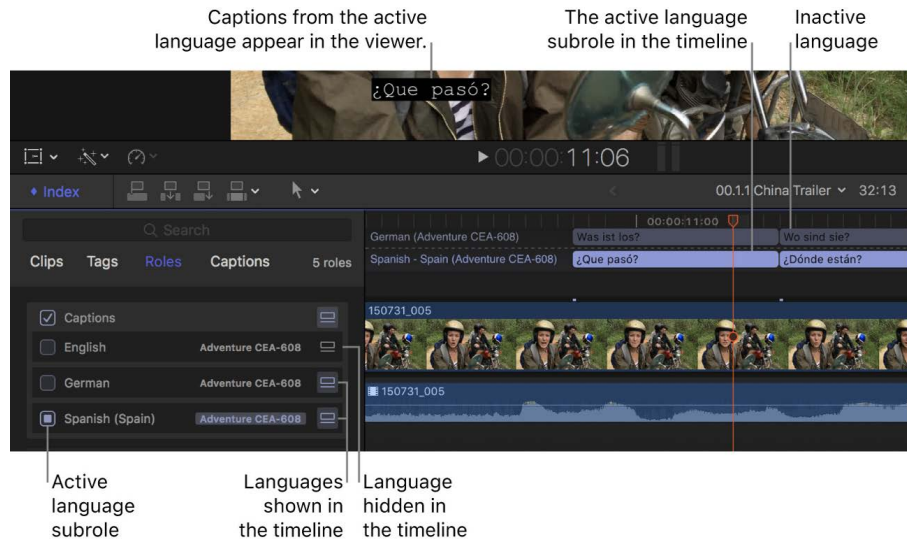 Captions from the active
language appear in the viewer.
The active language
subrole in the timeline
Inactive
language
¿Que pasó?
00:00:11:06
Index
00.1.1 China Trailer
32:13
Search
00:00:11:00
German (Adventure CEA-608)
Was ist los?
Wo sind sie?
Clips
Tags
Roles
Captions
5 roles
Spanish - Spain (Adventure CEA-608)
¿Que pasó?
¿Dónde están?
150731_005
Captions
English
Adventure CEA-608
German
Adventure CEA-608
150731_005
Spanish (Spain)
Adventure CEA-608
Active
language
subrole
Languages
shown in
the timeline
Language
hidden in
the timeline